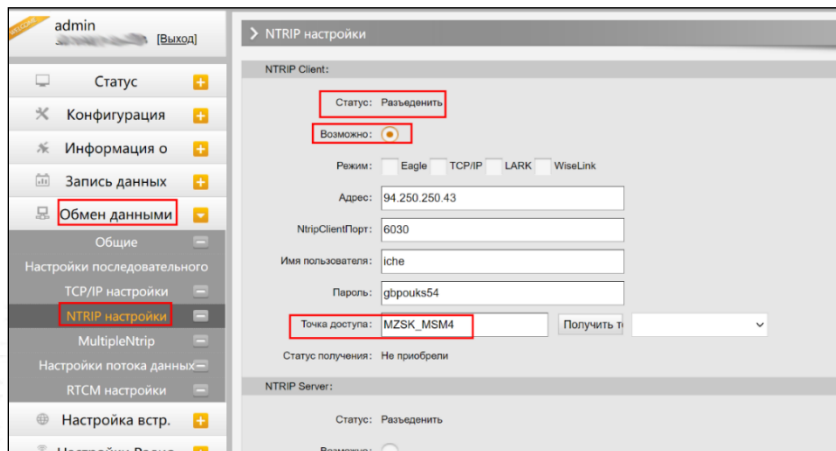 WELCOME
admin
[Выход]
Статус
Конфигурация
Информация о
Запись данных
Обмен данными
Общие
Настройки последовательного
TCP/IP настройки
NTRIP настройки
MultipleNtrip
Настройки потока данных
RTCM настройки
Настройка встр.
NTRIP настройки
NTRIP Client:
Статус: Разъеденить
Возможно:
Режим: Eagle TCP/IP LARK WiseLink
Адрес: 94.250.250.43
NtripClientПорт: 6030
Имя пользователя: iche
Пароль: gbpouks54
Точка доступа: MZSK_MSM4 Получить т
Статус получения: Не приобрели
NTRIP Server:
Статус: Разъеденить
Возможно: